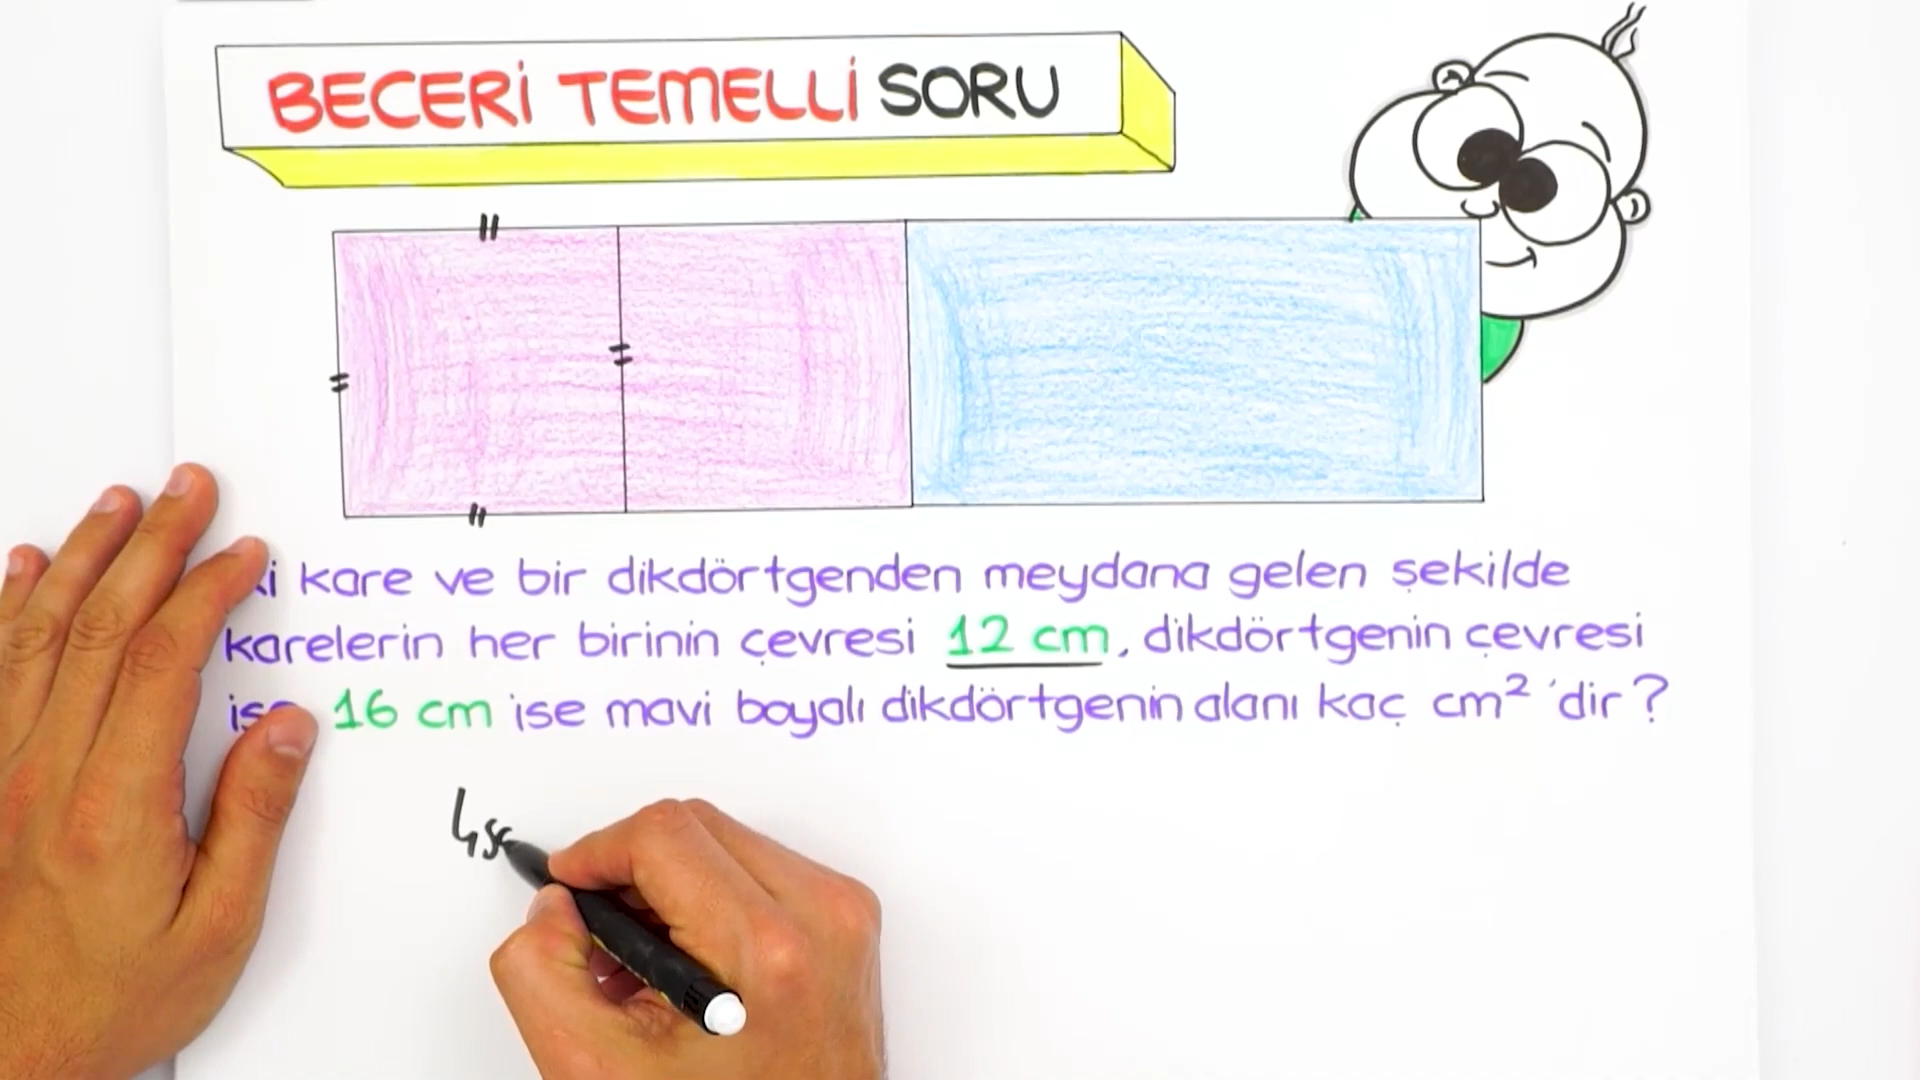 BECERİ TEMELLİ SORU
kare ve bir dikdörtgenden meydana gelen şekilde
karelerin her birinin çevresi 12 cm, dikdörtgenin çevresi
16 cm ise mavi boyalı dikdörtgenin alanı kaç cm² 'dir?